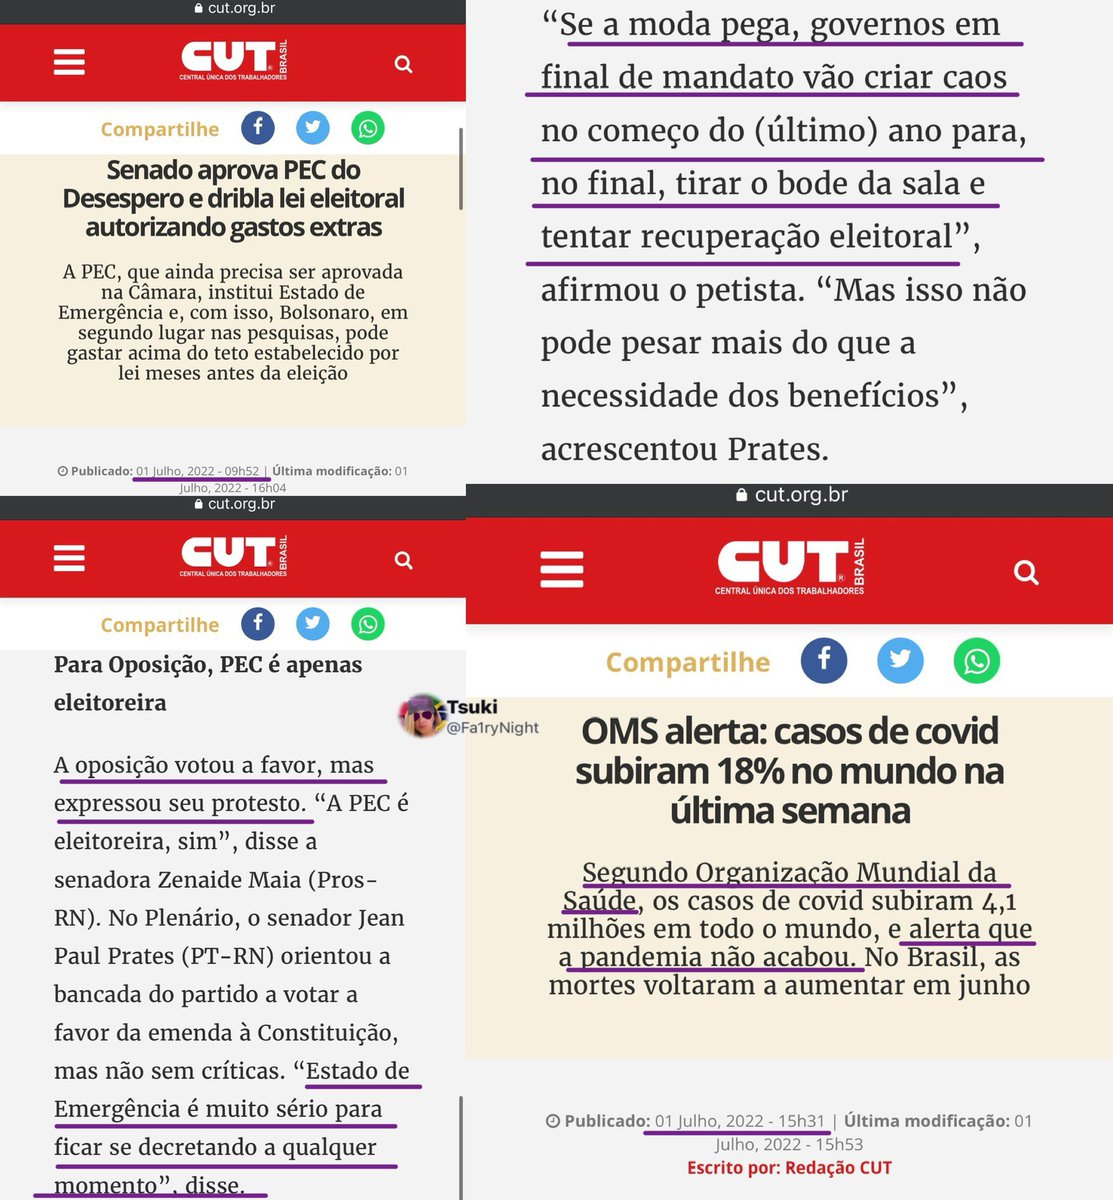 cut.org.br
CUT BRASIL
CENTRAL ÚNICA DOS TRABALHADORES
Compartilhe
Senado aprova PEC do
Desespero e dribla lei eleitoral
autorizando gastos extras
A PEC, que ainda precisa ser aprovada
na Câmara, institui Estado de
Emergência e, com isso, Bolsonaro, em
segundo lugar nas pesquisas, pode
gastar acima do teto estabelecido por
lei meses antes da eleição
Publicado: 01 Julho, 2022 - 09h52 | Última modificação: 01
Julho, 2022 - 16h04
cut.org.br
CUT BRASIL
CENTRAL ÚNICA DOS TRABALHADORES
Compartilhe
Para Oposição, PEC é apenas
eleitoreira
A oposição votou a favor, mas
expressou seu protesto. “A PEC é
eleitoreira, sim”, disse a
senadora Zenaide Maia (Pros-
RN). No Plenário, o senador Jean
Paul Prates (PT-RN) orientou a
bancada do partido a votar a
favor da emenda à Constituição,
mas não sem críticas. “Estado de
Emergência é muito sério para
ficar se decretando a qualquer
momento”, disse.
“Se a moda pega, governos em
final de mandato vão criar caos
no começo do (último) ano para,
no final, tirar o bode da sala e
tentar recuperação eleitoral”,
afirmou o petista. “Mas isso não
pode pesar mais do que a
necessidade dos benefícios”,
acrescentou Prates.
Tsuki
@Fa1ryNight
cut.org.br
CUT BRASIL
CENTRAL ÚNICA DOS TRABALHADORES
Compartilhe
OMS alerta: casos de covid
subiram 18% no mundo na
última semana
Segundo Organização Mundial da
Saúde, os casos de covid subiram 4,1
milhões em todo o mundo, e alerta que
a pandemia não acabou. No Brasil, as
mortes voltaram a aumentar em junho
Publicado: 01 Julho, 2022 - 15h31 | Última modificação: 01
Julho, 2022 - 15h53
Escrito por: Redação CUT